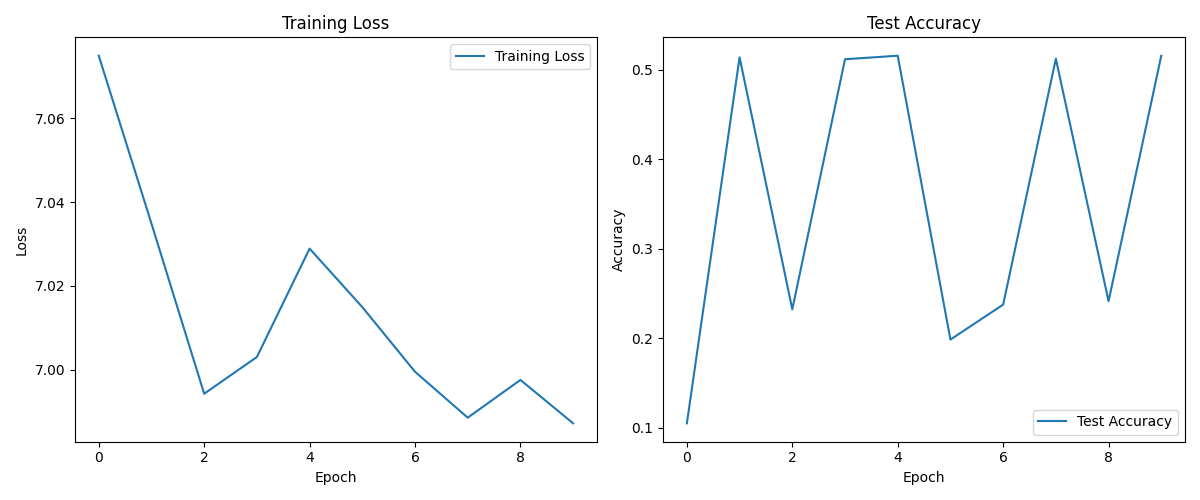 Training Loss
Training Loss
7.06
7.04
7.02
7.00
Loss
0 2 4 6 8
Epoch
Test Accuracy
0.5
0.4
0.3
0.2
0.1
Accuracy
Test Accuracy
0 2 4 6 8
Epoch